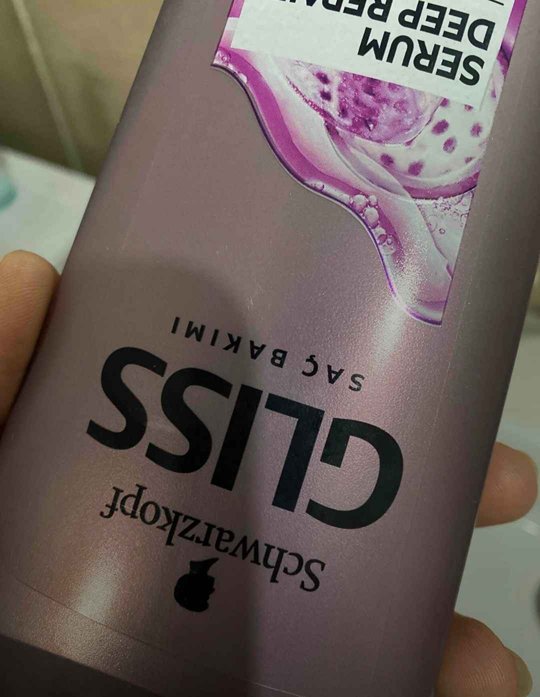 Schwarzkopf
GLISS
SAÇ BAKIMI
SERUM
DEEP